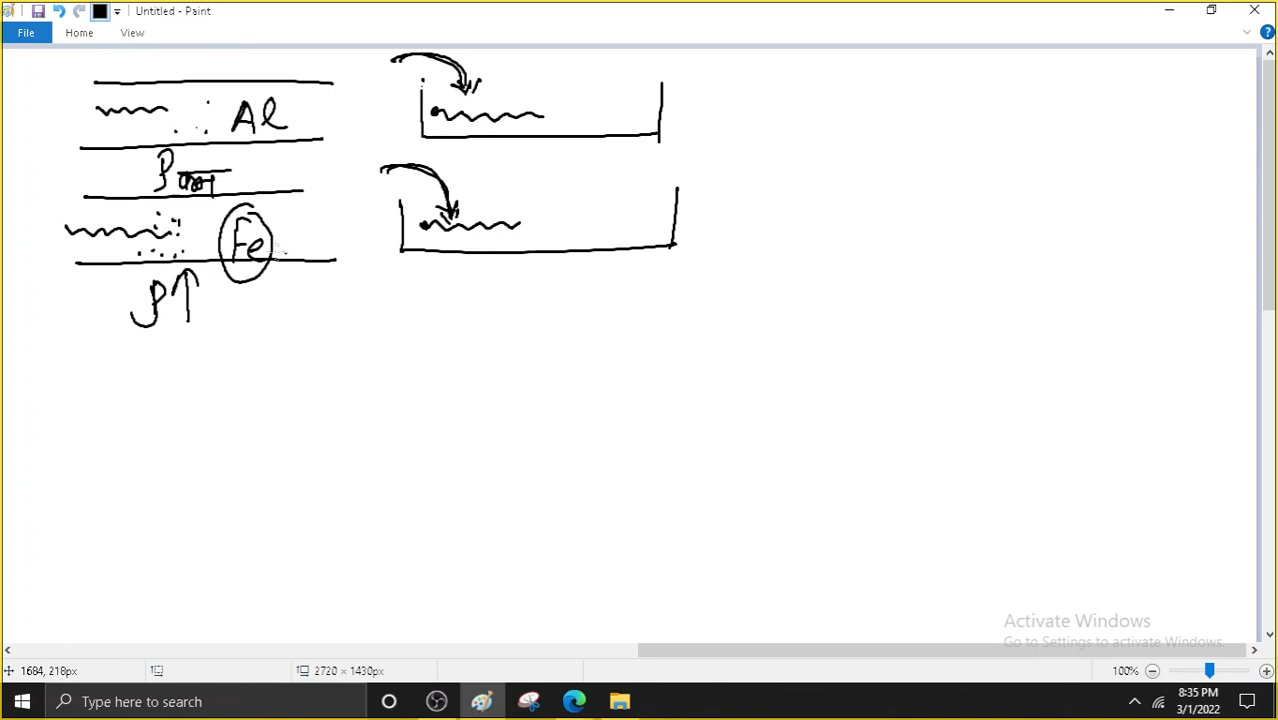 Untitled - Paint
File Home View
Al
ρ
Fe
ρ↑
Activate Windows
Go to Settings to activate Windows.
1684, 218px
2720 × 1430px
100%
Type here to search
8:35 PM
3/1/2022